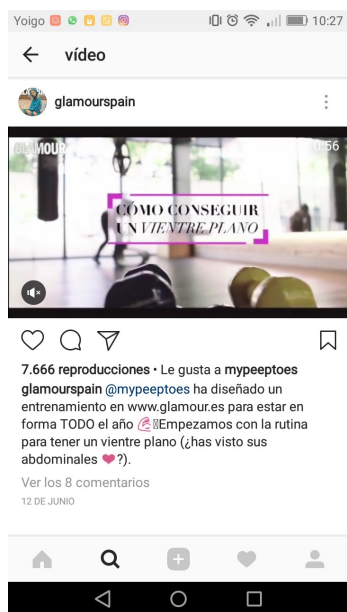 Yoigo 10:27
vídeo
glamourspain
GLAMOUR 0:56
CÓMO CONSEGUIR
UN VIENTRE PLANO
7.666 reproducciones • Le gusta a mypeeptoes
glamourspain @mypeeptoes ha diseñado un
entrenamiento en www.glamour.es para estar en
forma TODO el año 💪Empezamos con la rutina
para tener un vientre plano (¿has visto sus
abdominales ❤?).
Ver los 8 comentarios
12 DE JUNIO